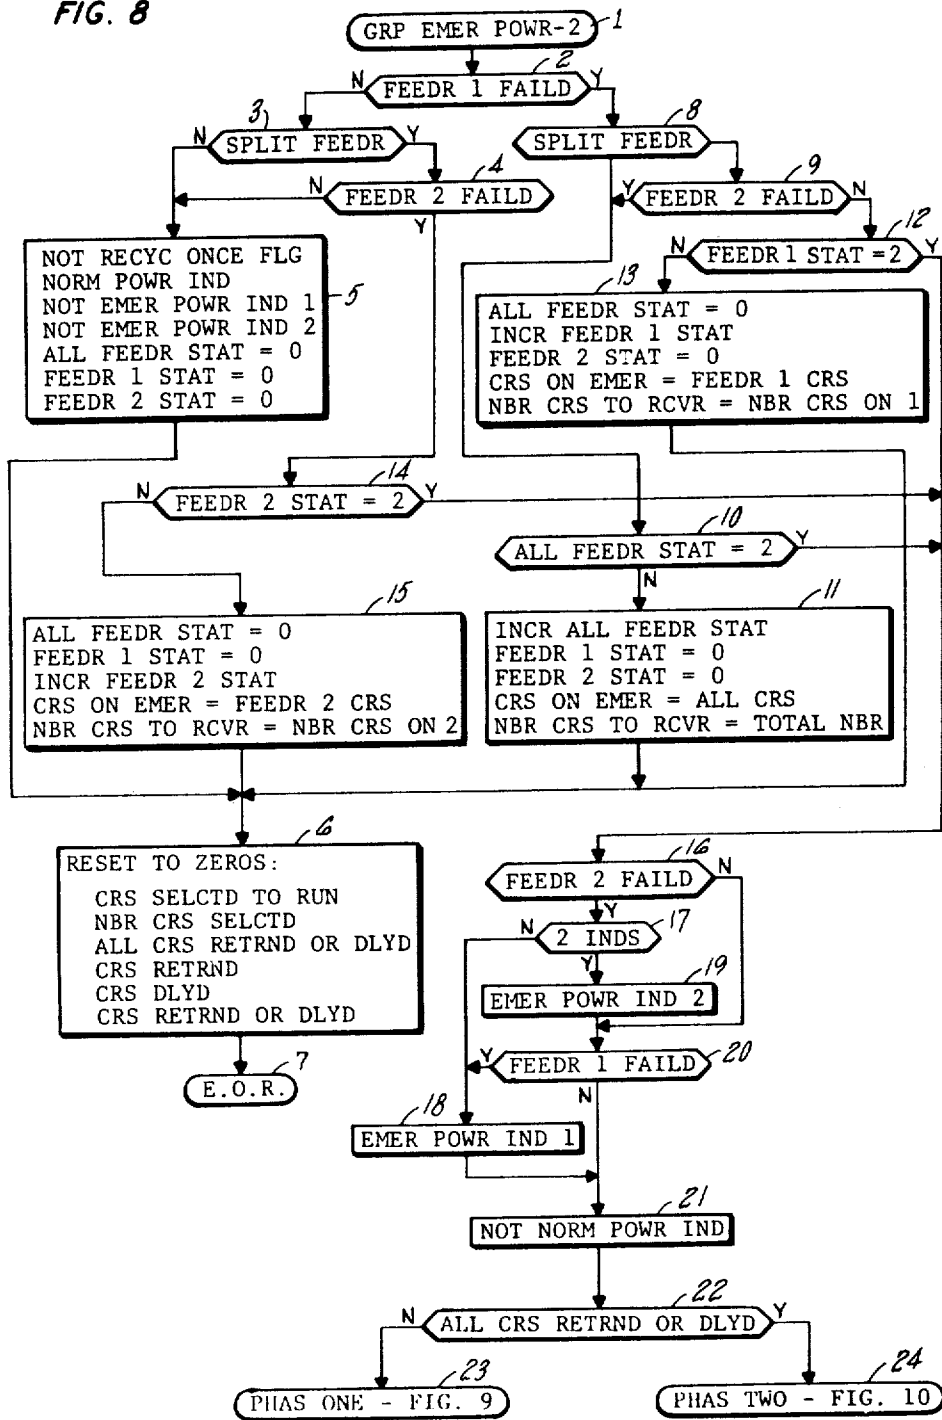 FIG. 8
GRP EMER POWR-2
1
2
N
FEEDR 1 FAILD
Y
3
N
SPLIT FEEDR
Y
8
SPLIT FEEDR
4
N
FEEDR 2 FAILD
Y
9
Y
FEEDR 2 FAILD
N
12
N
FEEDR 1 STAT = 2
Y
NOT RECYC ONCE FLG
NORM POWR IND
NOT EMER POWR IND 1
NOT EMER POWR IND 2
ALL FEEDR STAT = 0
FEEDR 1 STAT = 0
FEEDR 2 STAT = 0
5
13
ALL FEEDR STAT = 0
INCR FEEDR 1 STAT
FEEDR 2 STAT = 0
CRS ON EMER = FEEDR 1 CRS
NBR CRS TO RCVR = NBR CRS ON 1
14
N
FEEDR 2 STAT = 2
Y
10
ALL FEEDR STAT = 2
Y
N
15
ALL FEEDR STAT = 0
FEEDR 1 STAT = 0
INCR FEEDR 2 STAT
CRS ON EMER = FEEDR 2 CRS
NBR CRS TO RCVR = NBR CRS ON 2
11
INCR ALL FEEDR STAT
FEEDR 1 STAT = 0
FEEDR 2 STAT = 0
CRS ON EMER = ALL CRS
NBR CRS TO RCVR = TOTAL NBR
6
RESET TO ZEROS:
CRS SELCTD TO RUN
NBR CRS SELCTD
ALL CRS RETRND OR DLYD
CRS RETRND
CRS DLYD
CRS RETRND OR DLYD
7
E.O.R.
16
FEEDR 2 FAILD
N
Y
N
2 INDS
17
Y
19
EMER POWR IND 2
Y
FEEDR 1 FAILD
20
N
18
EMER POWR IND 1
21
NOT NORM POWR IND
22
N
ALL CRS RETRND OR DLYD
Y
23
PHAS ONE - FIG. 9
24
PHAS TWO - FIG. 10